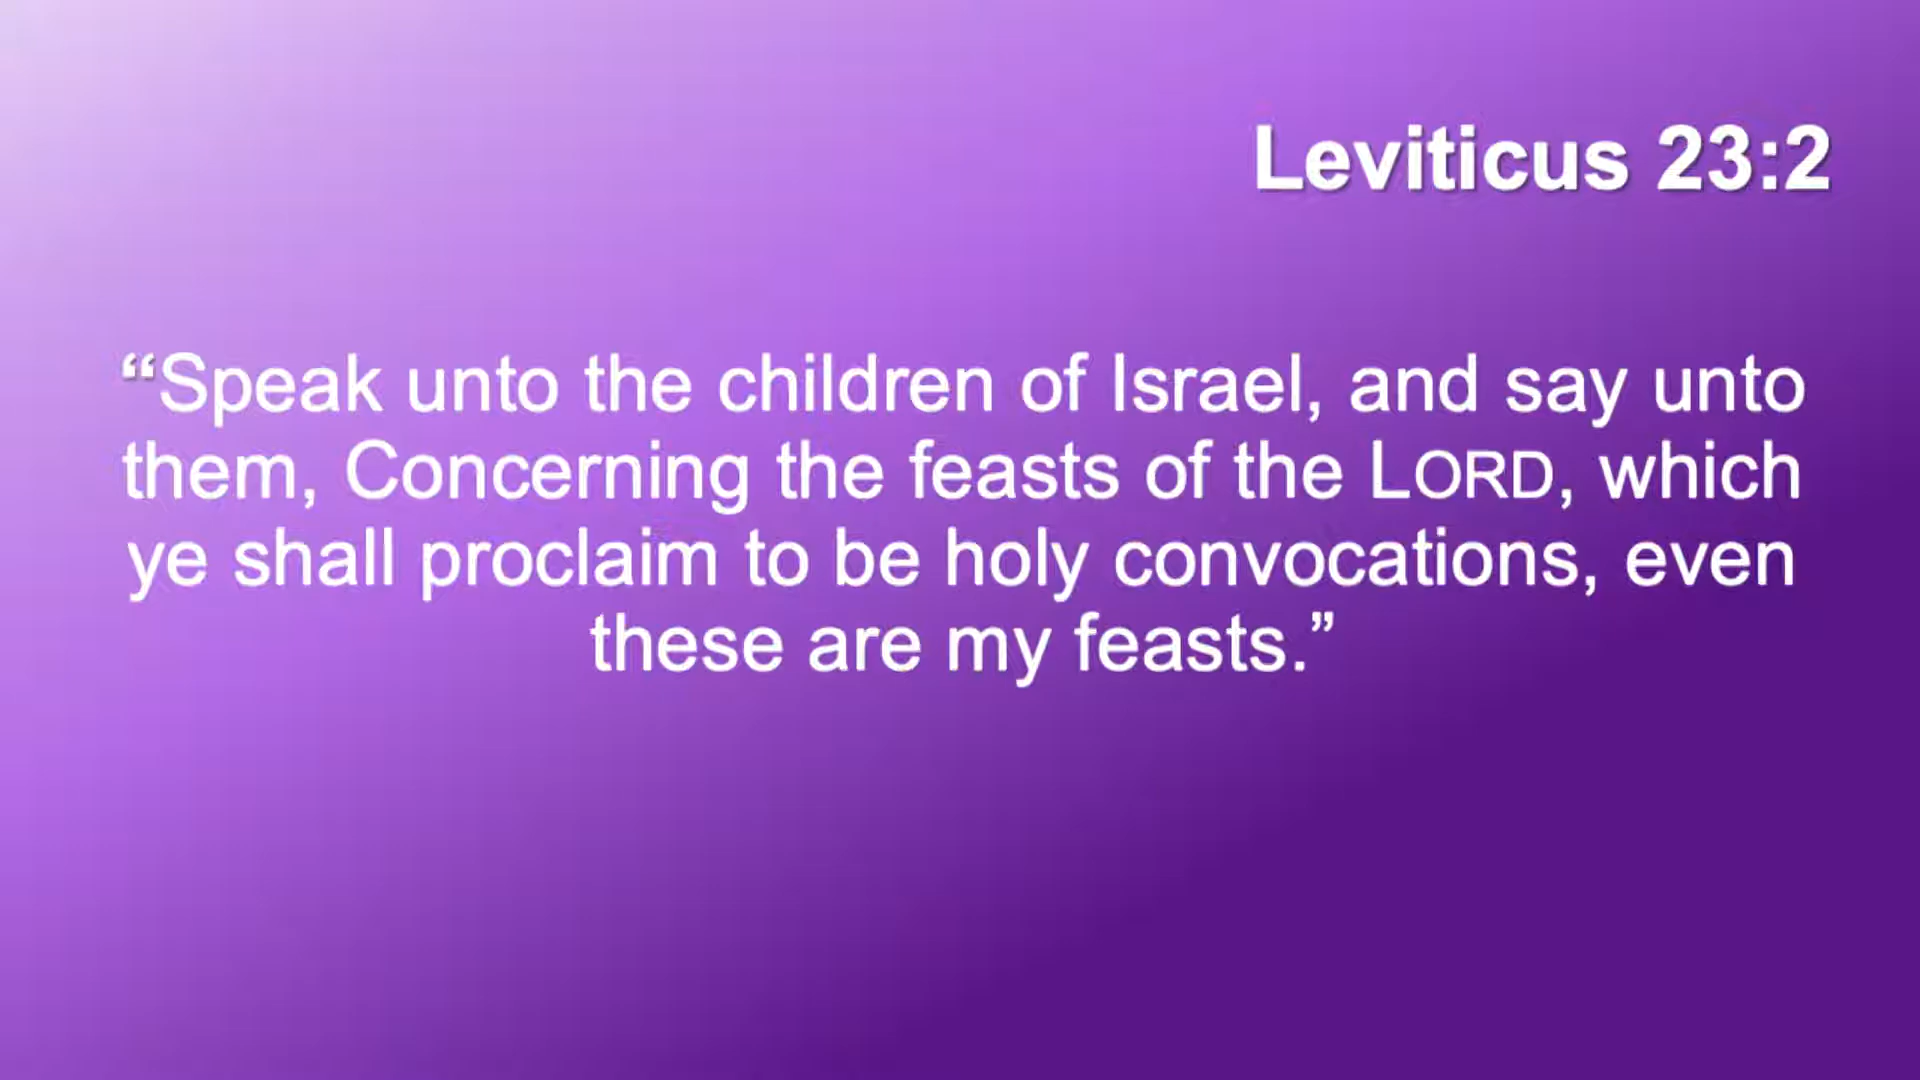 Leviticus 23:2
“Speak unto the children of Israel, and say unto
them, Concerning the feasts of the LORD, which
ye shall proclaim to be holy convocations, even
these are my feasts.”